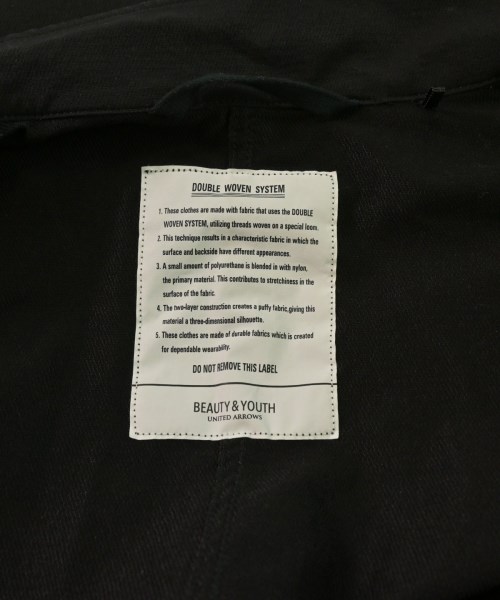 DOUBLE WOVEN SYSTEM
1. These clothes are made with fabric that uses the DOUBLE
WOVEN SYSTEM, utilizing threads woven on a special loom.
2. This technique results in a characteristic fabric in which the
surface and backside have different appearances.
3. A small amount of polyurethane is blended in with nylon,
the primary material. This contributes to stretchiness in the
surface of the fabric.
4. The two-layer construction creates a puffy fabric,giving this
material a three-dimensional silhouette.
5. These clothes are made of durable fabrics which is created
for dependable wearability.
DO NOT REMOVE THIS LABEL
BEAUTY & YOUTH
UNITED ARROWS